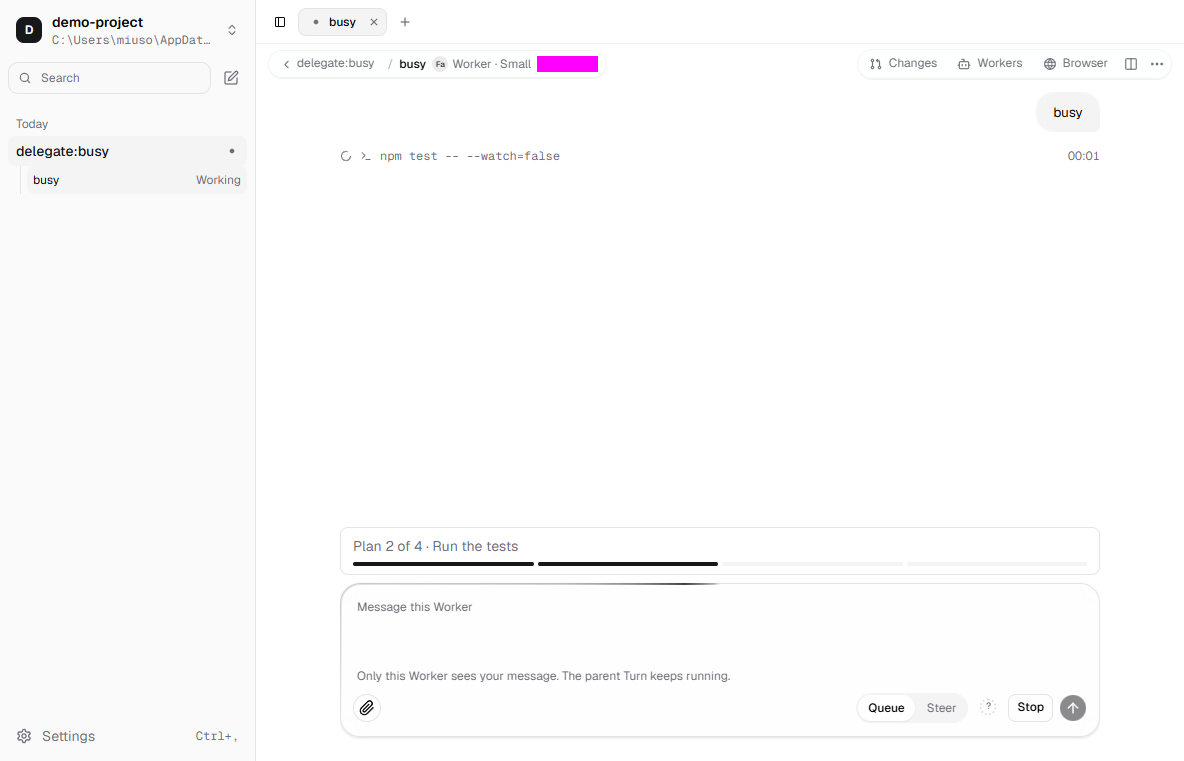 D
demo-project
C:\Users\miuso\AppDat…
Search
Today
delegate:busy
busy
Working
Settings
Ctrl+,
busy
delegate:busy / busy Fa Worker · Small
Changes
Workers
Browser
busy
npm test -- --watch=false
00:01
Plan 2 of 4 · Run the tests
Message this Worker
Only this Worker sees your message. The parent Turn keeps running.
Queue
Steer
?
Stop